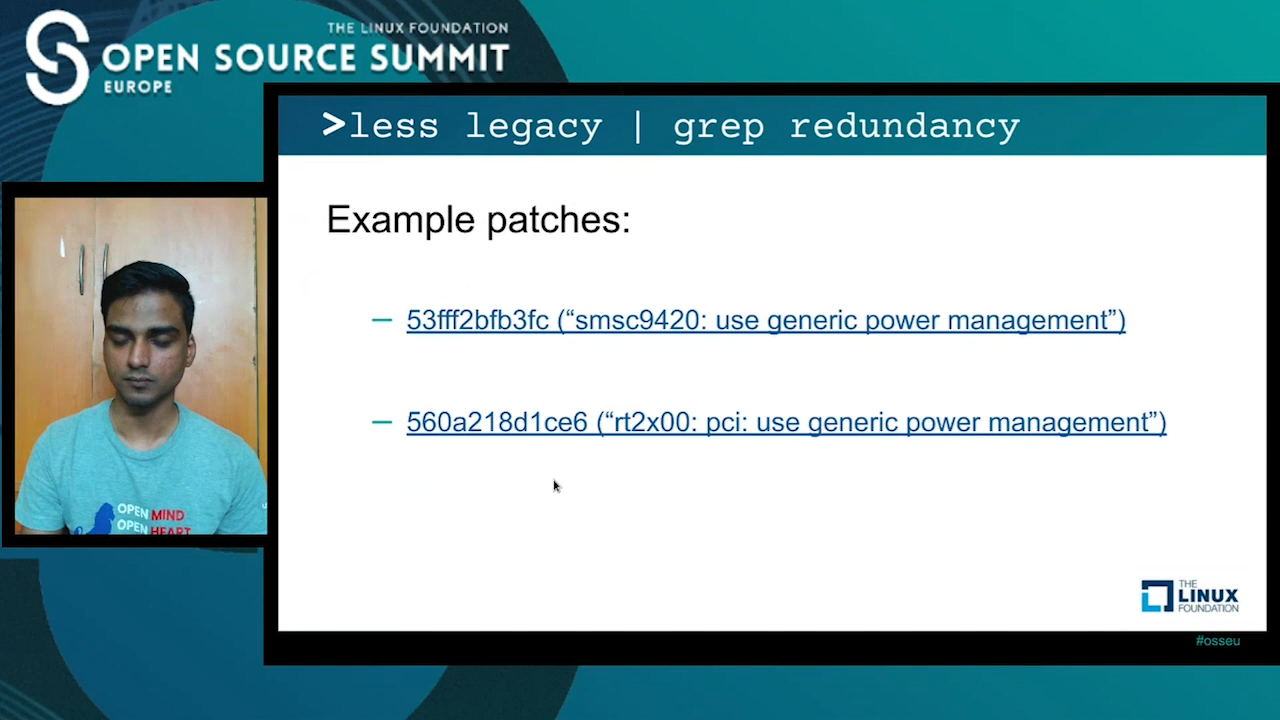 THE LINUX FOUNDATION
OPEN SOURCE SUMMIT
EUROPE
>less legacy | grep redundancy
Example patches:
— 53fff2bfb3fc (“smsc9420: use generic power management”)
— 560a218d1ce6 (“rt2x00: pci: use generic power management”)
OPEN MIND
OPEN HEART
THE
LINUX
FOUNDATION
#osseu